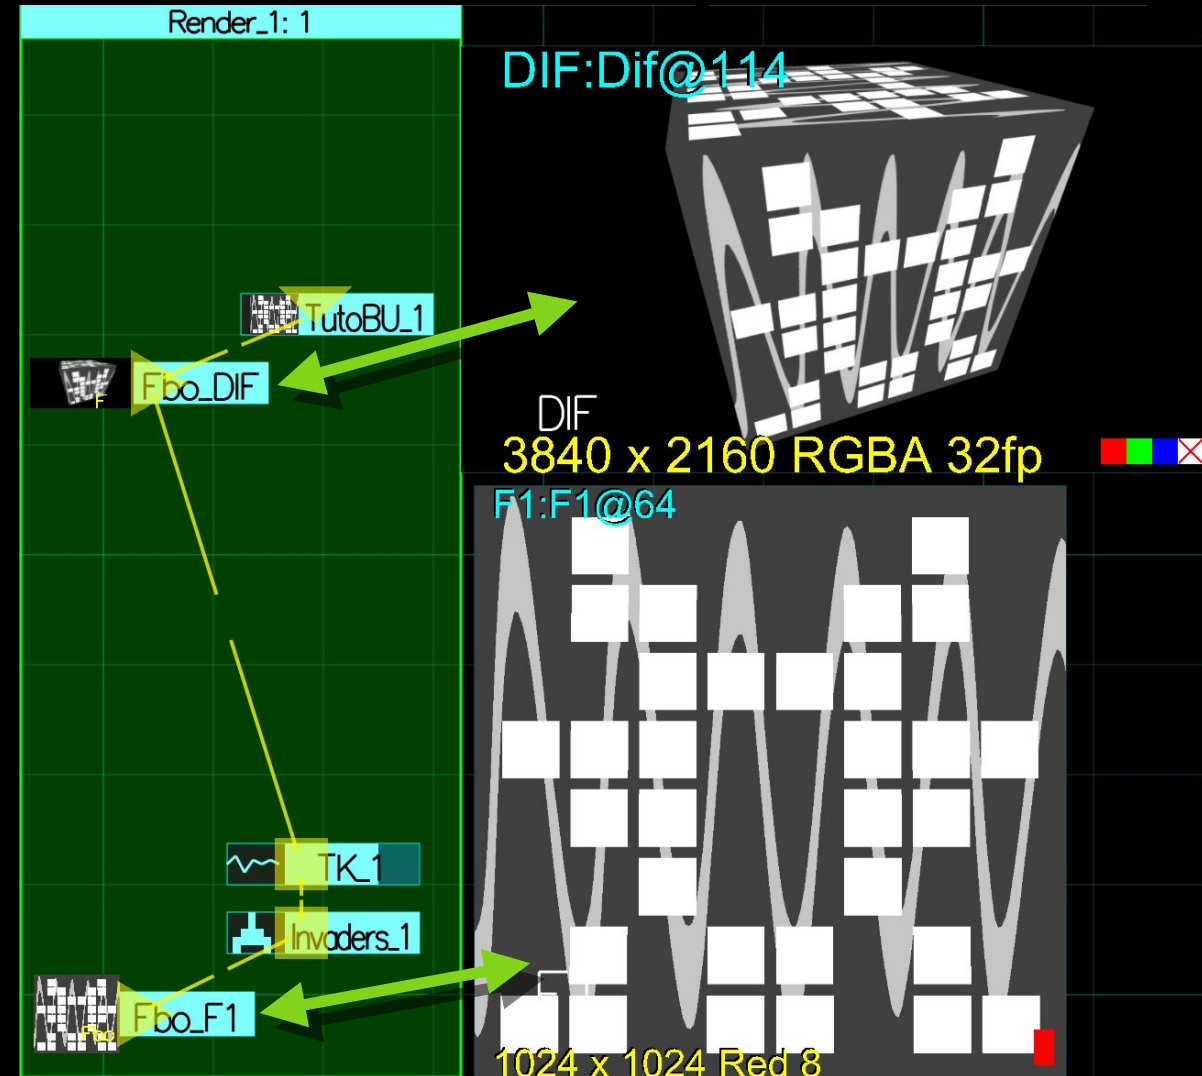 Render_1: 1
DIF:Dif@114
TutoBU_1
Fbo_DIF
F
DIF
3840 x 2160 RGBA 32fp
F1:F1@64
TK_1
Invaders_1
Fbo_F1
Fbo
1024 x 1024 Red 8